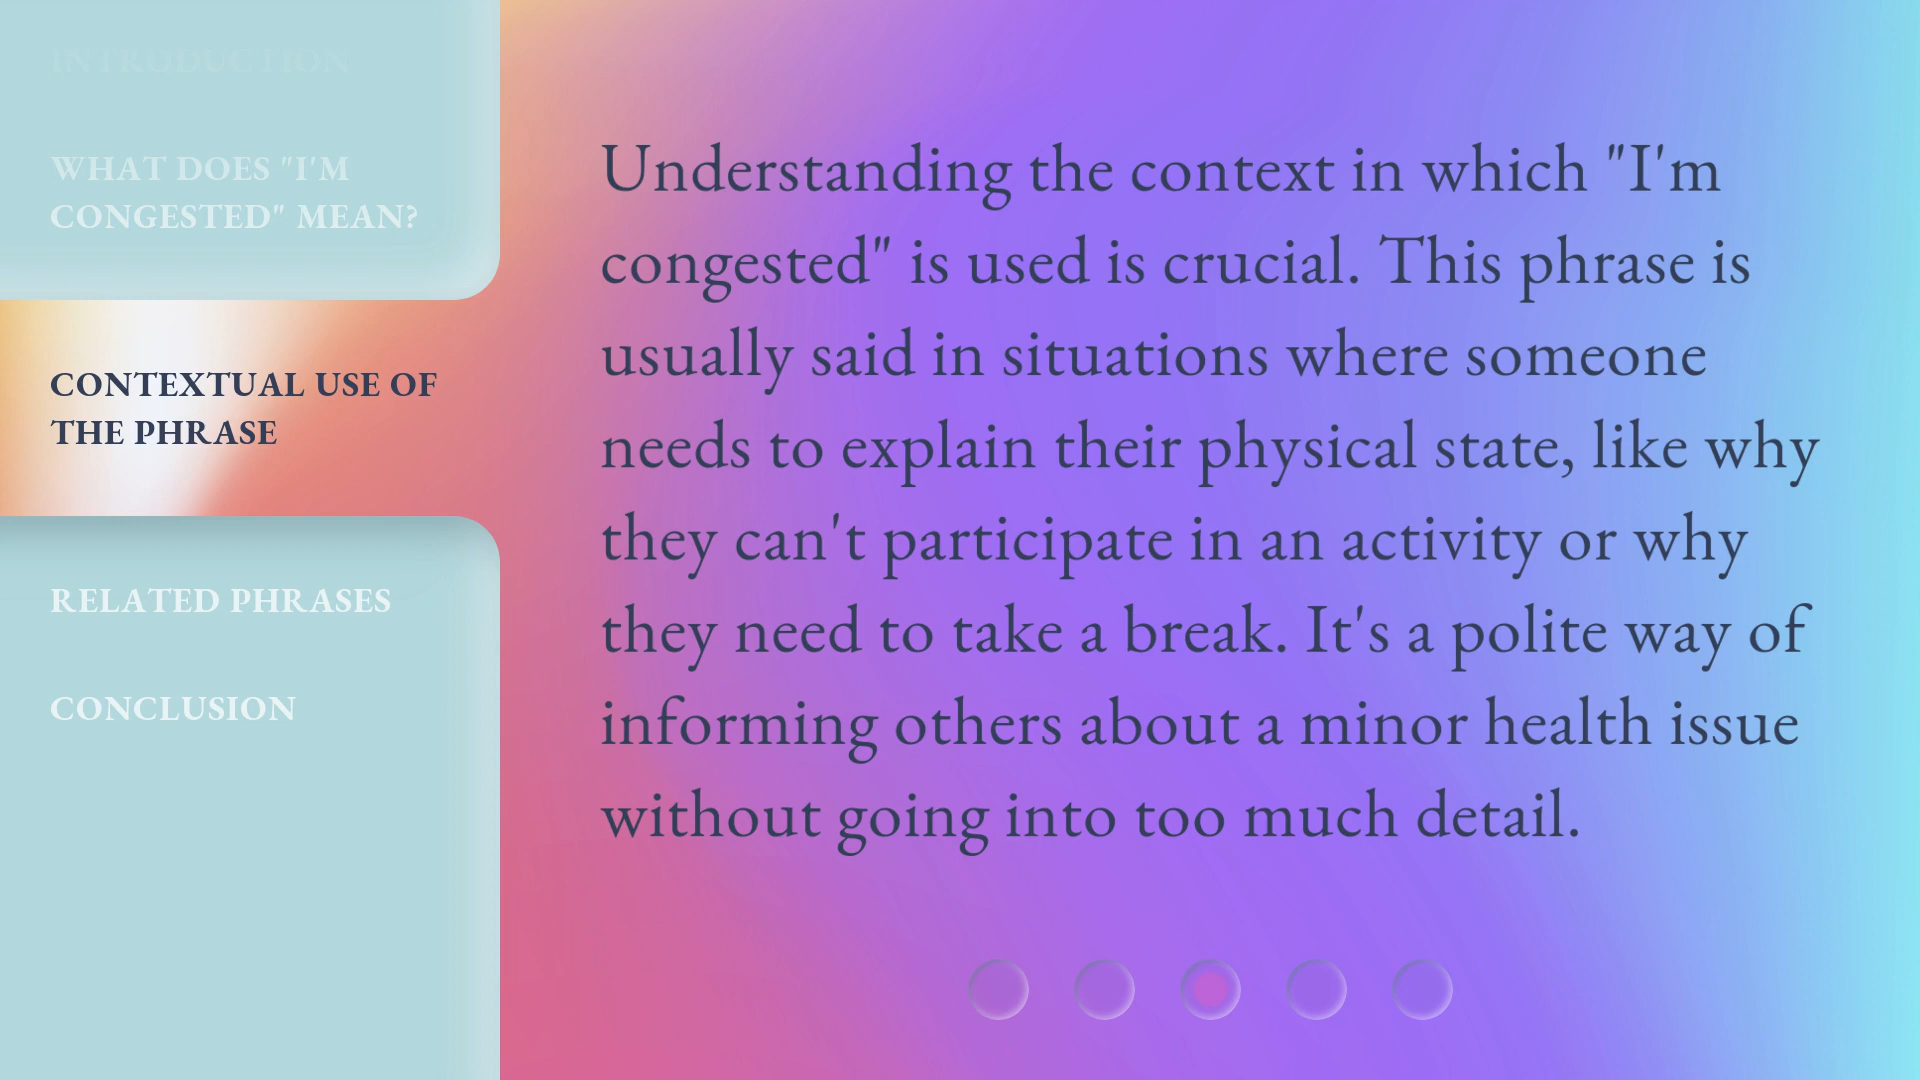 INTRODUCTION
WHAT DOES "I'M
CONGESTED" MEAN?
CONTEXTUAL USE OF
THE PHRASE
RELATED PHRASES
CONCLUSION
Understanding the context in which "I'm
congested" is used is crucial. This phrase is
usually said in situations where someone
needs to explain their physical state, like why
they can't participate in an activity or why
they need to take a break. It's a polite way of
informing others about a minor health issue
without going into too much detail.